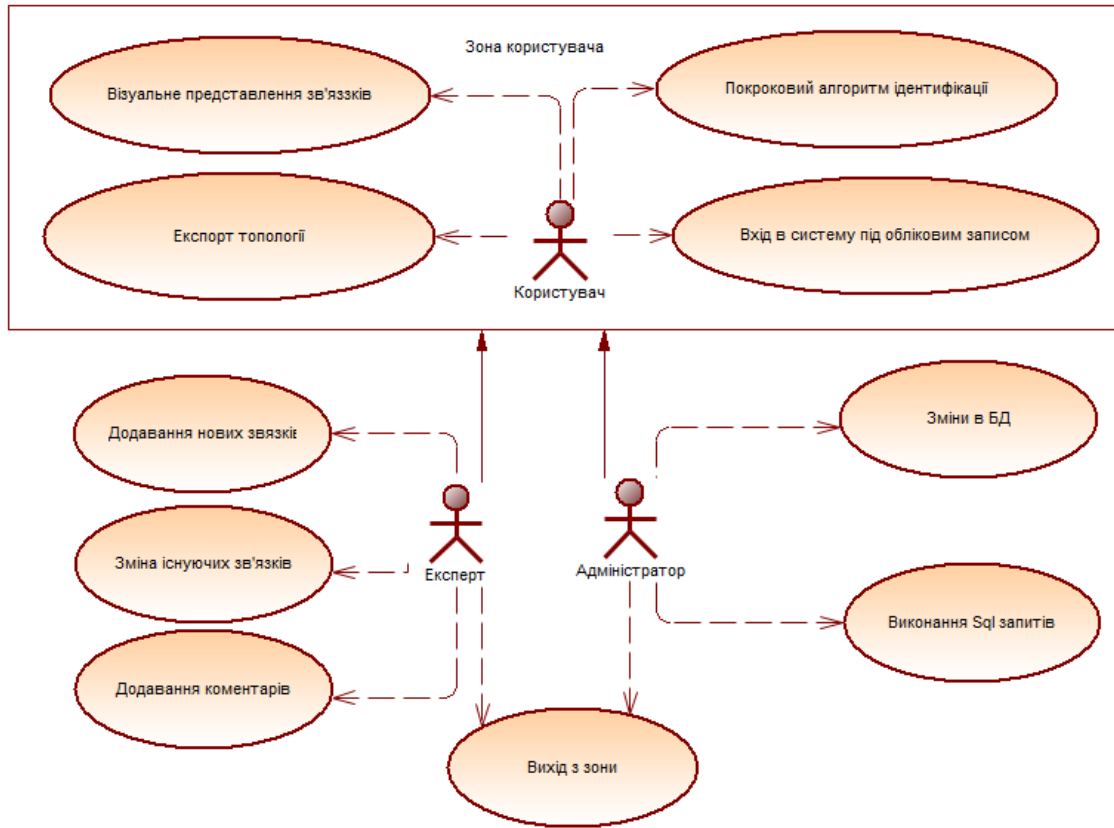 Зона користувача
Візуальне представлення зв'яззків
Покроковий алгоритм ідентифікації
Експорт топології
Вхід в систему під обліковим записом
Користувач
Додавання нових звязків
Зміни в БД
Зміна існуючих зв'язків
Експерт
Адміністратор
Виконання Sql запитів
Додавання коментарів
Вихід з зони